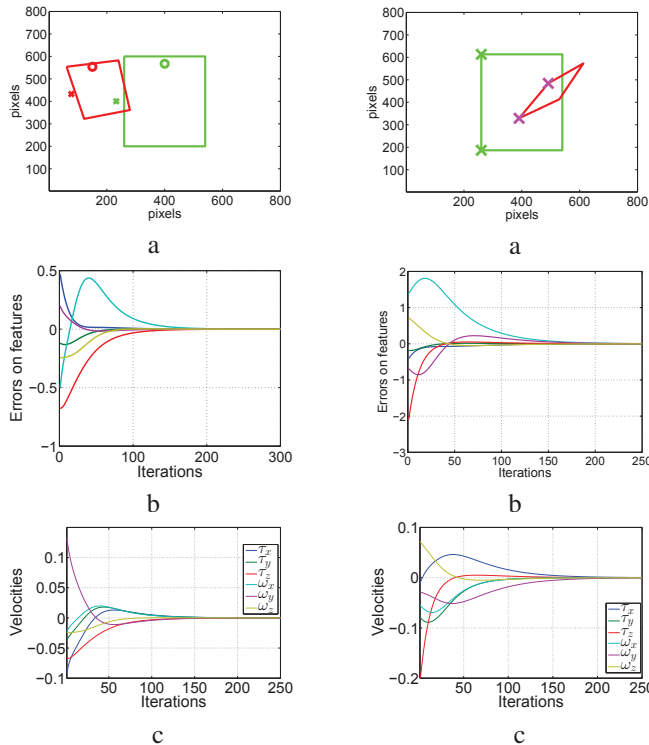 800
700
600
500
400
300
200
100
pixels
200 400 600 800
pixels
a
0.5
0
−0.5
−1
Errors on features
0 100 200 300
Iterations
b
0.1
0.05
0
−0.05
−0.1
Velocities
50 100 150 200 250
Iterations
τx
τy
τz
ωx
ωy
ωz
c
800
700
600
500
400
300
200
100
pixels
200 400 600 800
pixels
a
2
1
0
−1
−2
−3
Errors on features
0 50 100 150 200 250
Iterations
b
0.1
0
−0.1
−0.2
Velocities
50 100 150 200 250
Iterations
τx
τy
τz
ωx
ωy
ωz
c